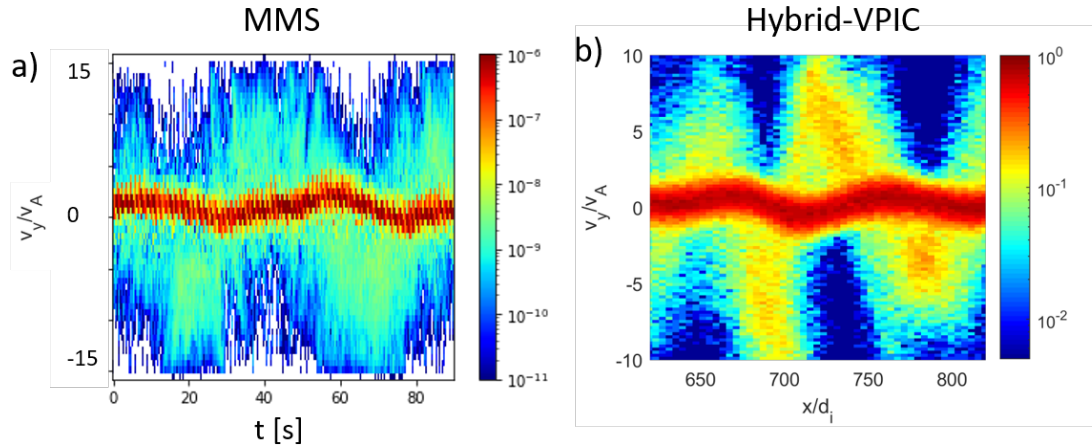 MMS
Hybrid-VPIC
a)
15
0
-15
v_y/v_A
0 20 40 60 80
t [s]
10^-6
10^-7
10^-8
10^-9
10^-10
10^-11
b)
10
5
0
-5
-10
v_y/v_A
650 700 750 800
x/d_i
10^0
10^-1
10^-2